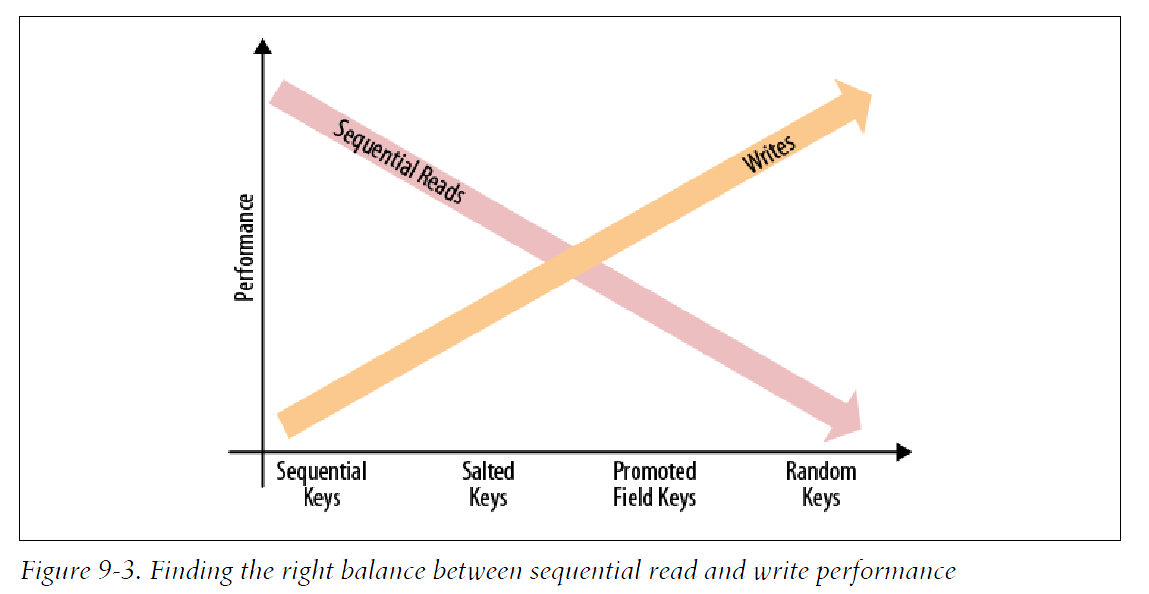 Performance
Sequential Reads
Writes
Sequential
Keys
Salted
Keys
Promoted
Field Keys
Random
Keys
Figure 9-3. Finding the right balance between sequential read and write performance